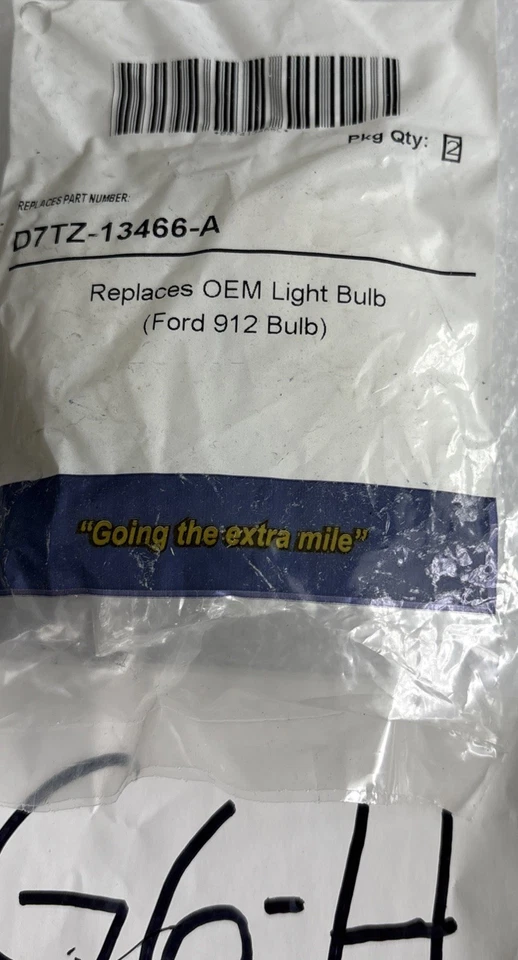 Pkg Qty: 2
REPLACES PART NUMBER:
D7TZ-13466-A
Replaces OEM Light Bulb
(Ford 912 Bulb)
"Going the extra mile"
G6-H